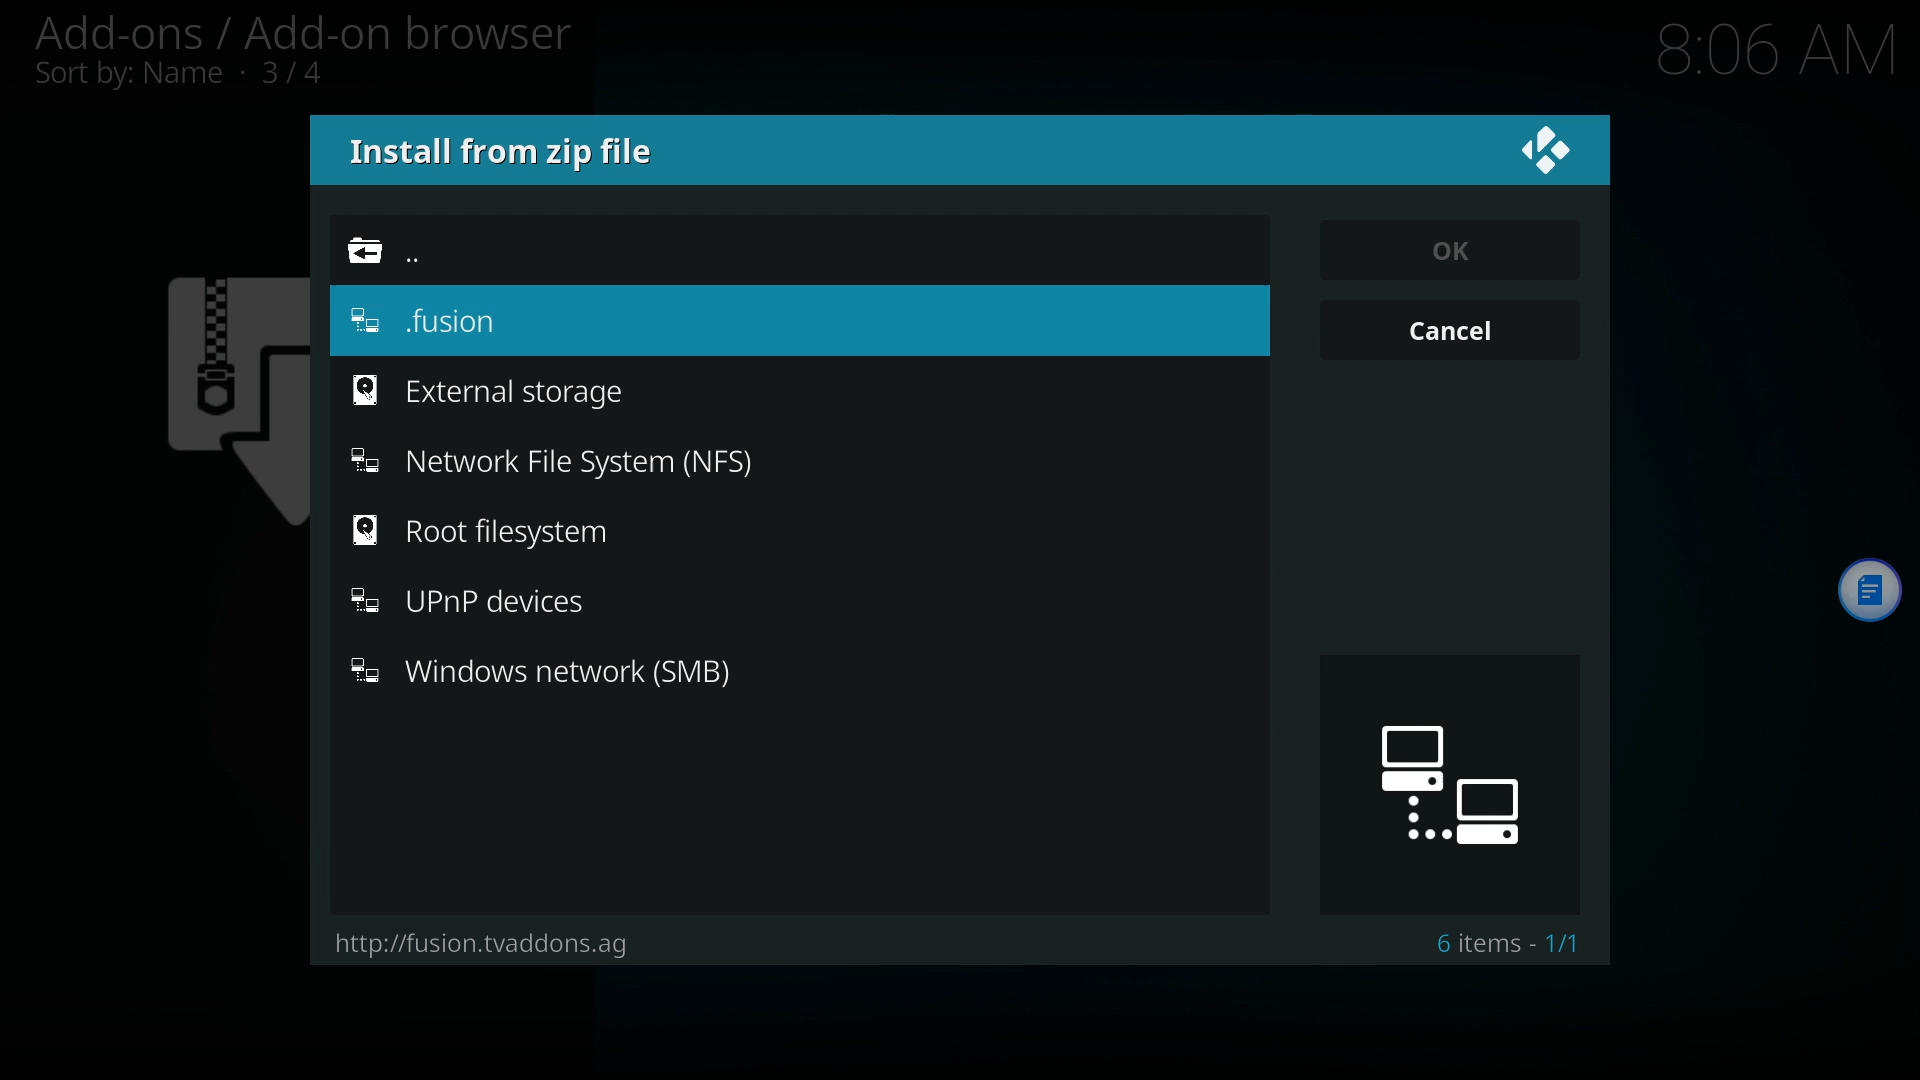 Add-ons / Add-on browser
Sort by: Name · 3 / 4
8:06 AM
Install from zip file
..
.fusion
External storage
Network File System (NFS)
Root filesystem
UPnP devices
Windows network (SMB)
OK
Cancel
http://fusion.tvaddons.ag
6 items - 1/1